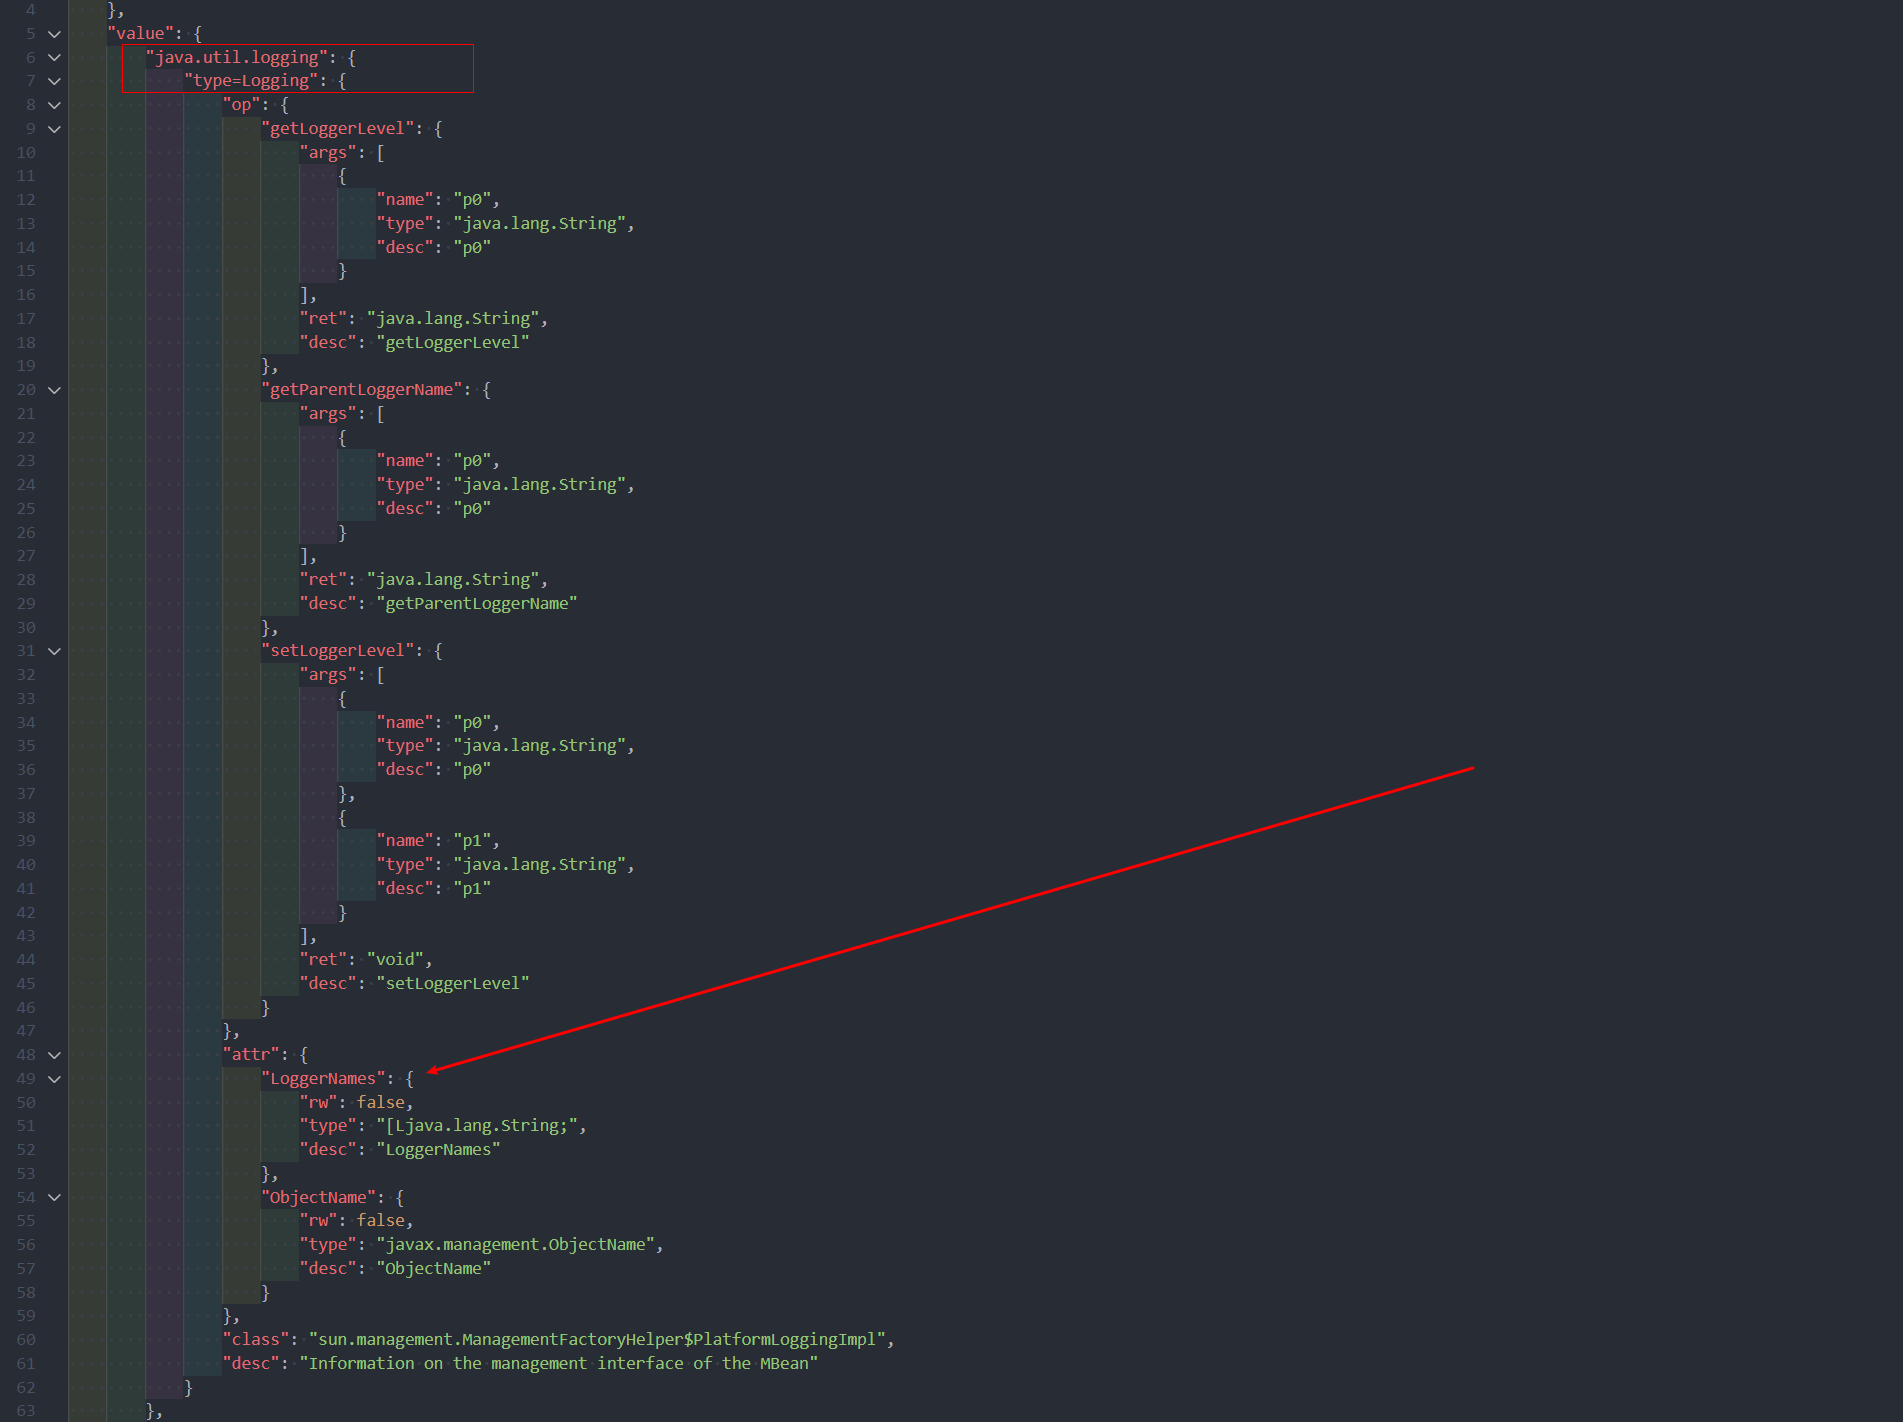 4 },
5 "value": {
6 "java.util.logging": {
7 "type=Logging": {
8 "op": {
9 "getLoggerLevel": {
10 "args": [
11 {
12 "name": "p0",
13 "type": "java.lang.String",
14 "desc": "p0"
15 }
16 ],
17 "ret": "java.lang.String",
18 "desc": "getLoggerLevel"
19 },
20 "getParentLoggerName": {
21 "args": [
22 {
23 "name": "p0",
24 "type": "java.lang.String",
25 "desc": "p0"
26 }
27 ],
28 "ret": "java.lang.String",
29 "desc": "getParentLoggerName"
30 },
31 "setLoggerLevel": {
32 "args": [
33 {
34 "name": "p0",
35 "type": "java.lang.String",
36 "desc": "p0"
37 },
38 {
39 "name": "p1",
40 "type": "java.lang.String",
41 "desc": "p1"
42 }
43 ],
44 "ret": "void",
45 "desc": "setLoggerLevel"
46 }
47 },
48 "attr": {
49 "LoggerNames": {
50 "rw": false,
51 "type": "[Ljava.lang.String;",
52 "desc": "LoggerNames"
53 },
54 "ObjectName": {
55 "rw": false,
56 "type": "javax.management.ObjectName",
57 "desc": "ObjectName"
58 }
59 },
60 "class": "sun.management.ManagementFactoryHelper$PlatformLoggingImpl",
61 "desc": "Information on the management interface of the MBean"
62 }
63 },